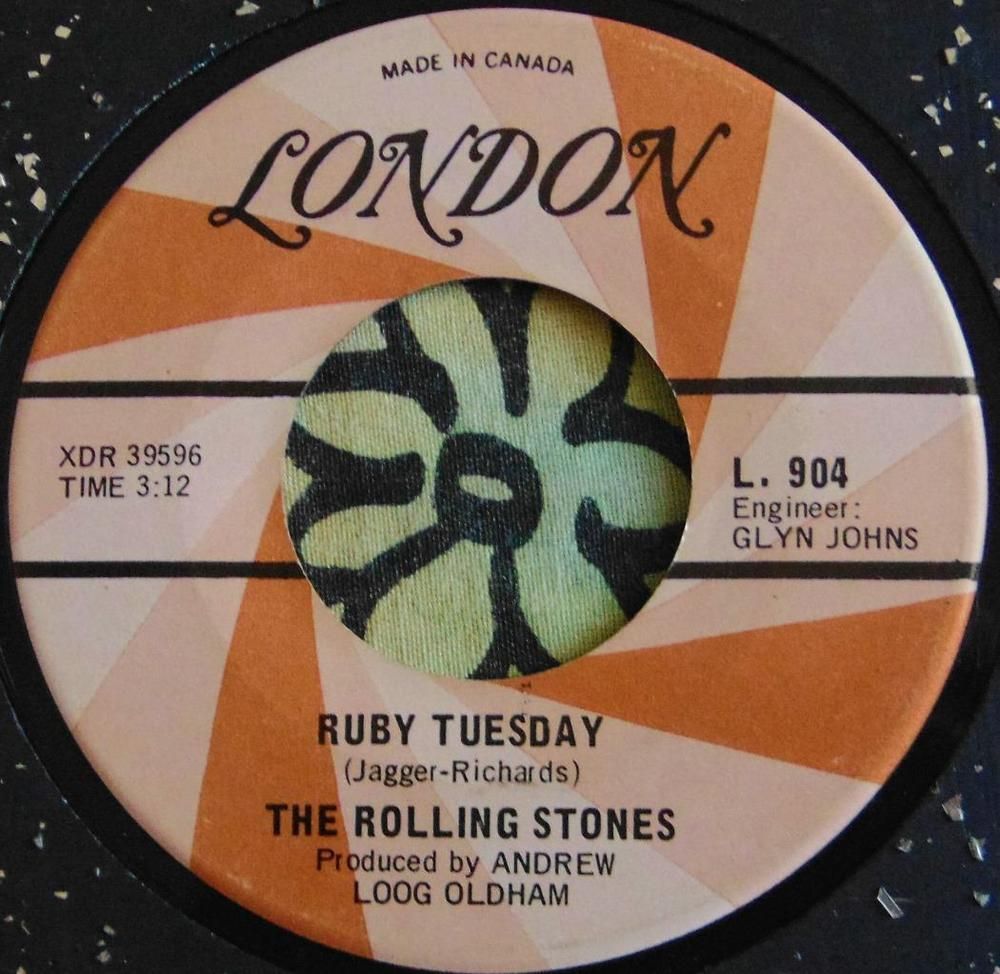 MADE IN CANADA
LONDON
XDR 39596
TIME 3:12
L. 904
Engineer:
GLYN JOHNS
RUBY TUESDAY
(Jagger-Richards)
THE ROLLING STONES
Produced by ANDREW
LOOG OLDHAM